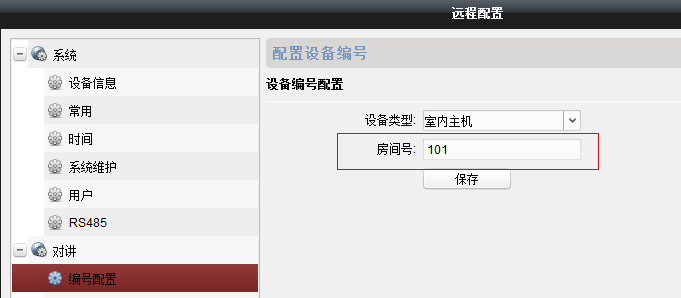 远程配置
系统
设备信息
常用
时间
系统维护
用户
RS485
对讲
编号配置
配置设备编号
设备编号配置
设备类型: 室内主机
房间号: 101
保存